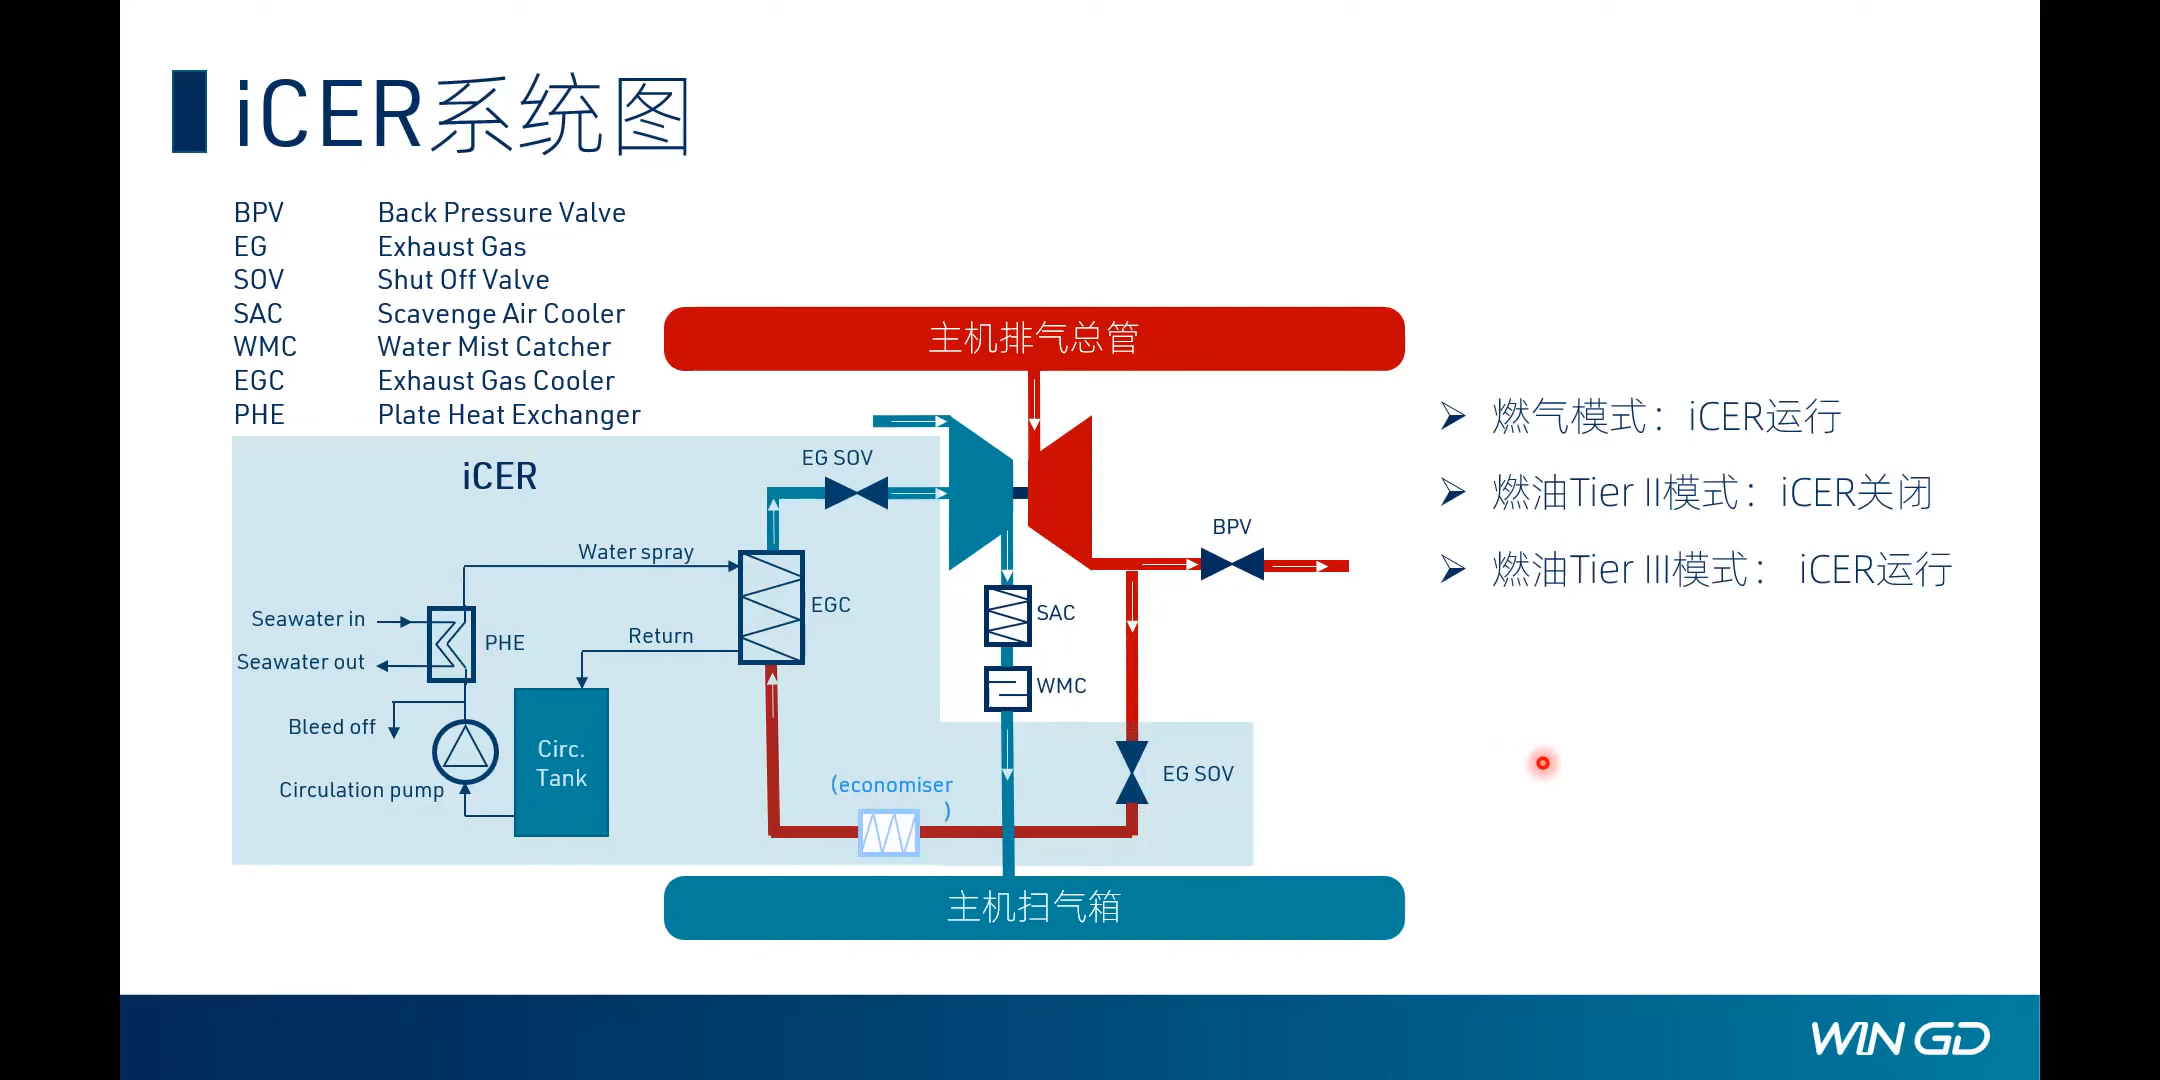 iCER系统图
BPV Back Pressure Valve
EG Exhaust Gas
SOV Shut Off Valve
SAC Scavenge Air Cooler
WMC Water Mist Catcher
EGC Exhaust Gas Cooler
PHE Plate Heat Exchanger
主机排气总管
iCER
EG SOV
BPV
Water spray
EGC
Seawater in
PHE
Return
SAC
Seawater out
WMC
Bleed off
Circ.
Tank
Circulation pump
(economiser
)
EG SOV
主机扫气箱
燃气模式：iCER运行
燃油Tier II模式：iCER关闭
燃油Tier III模式： iCER运行
WIN GD